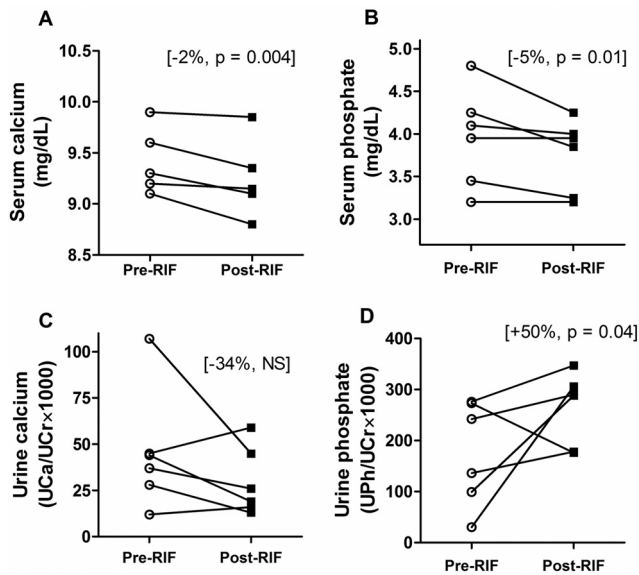 A
[-2%, p = 0.004]
Serum calcium
(mg/dL)
10.5
10.0
9.5
9.0
8.5
Pre-RIF Post-RIF
B
[-5%, p = 0.01]
Serum phosphate
(mg/dL)
5.0
4.5
4.0
3.5
3.0
Pre-RIF Post-RIF
C
[-34%, NS]
Urine calcium
(UCa/UCr×1000)
100
75
50
25
0
Pre-RIF Post-RIF
D
[+50%, p = 0.04]
Urine phosphate
(UPh/UCr×1000)
400
300
200
100
0
Pre-RIF Post-RIF